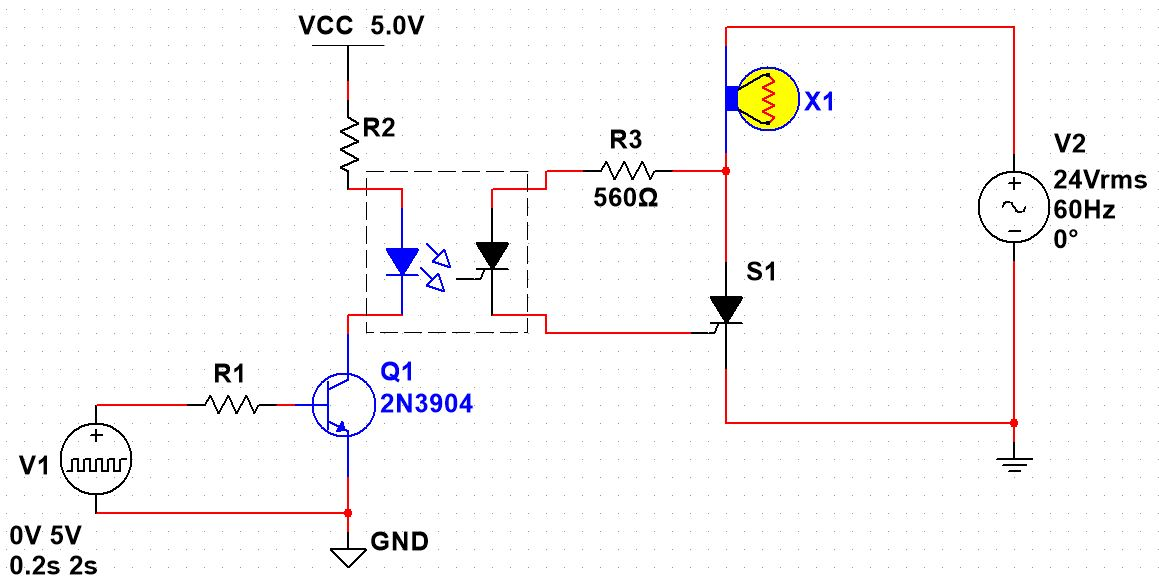 VCC 5.0V
R2
R3
560Ω
X1
V2
24Vrms
60Hz
0°
S1
R1
Q1
2N3904
V1
0V 5V
0.2s 2s
GND